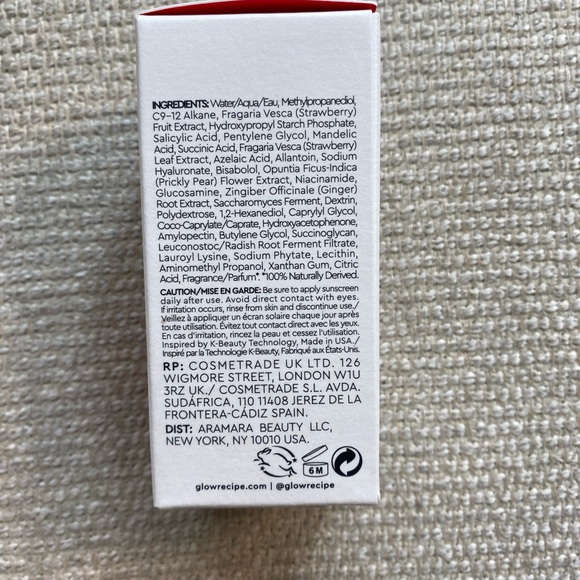 INGREDIENTS: Water/Aqua/Eau, Methylpropanediol,
C9-12 Alkane, Fragaria Vesca (Strawberry)
Fruit Extract, Hydroxypropyl Starch Phosphate,
Salicylic Acid, Pentylene Glycol, Mandelic
Acid, Succinic Acid, Fragaria Vesca (Strawberry)
Leaf Extract, Azelaic Acid, Allantoin, Sodium
Hyaluronate, Bisabolol, Opuntia Ficus-Indica
(Prickly Pear) Flower Extract, Niacinamide,
Glucosamine, Zingiber Officinale (Ginger)
Root Extract, Saccharomyces Ferment, Dextrin,
Polydextrose, 1,2-Hexanediol, Caprylyl Glycol,
Coco-Caprylate/Caprate, Hydroxyacetophenone,
Amylopectin, Butylene Glycol, Succinoglycan,
Leuconostoc/Radish Root Ferment Filtrate,
Lauroyl Lysine, Sodium Phytate, Lecithin,
Aminomethyl Propanol, Xanthan Gum, Citric
Acid, Fragrance/Parfum*. *100% Naturally Derived.
CAUTION/MISE EN GARDE: Be sure to apply sunscreen
daily after use. Avoid direct contact with eyes.
If irritation occurs, rinse from skin and discontinue use./
Veillez à appliquer un écran solaire chaque jour après
toute utilisation. Évitez tout contact direct avec les yeux.
En cas d'irritation, rincez la peau et cessez l'utilisation.
Inspired by K-Beauty Technology, Made in USA./
Inspiré par la Technologie K-Beauty, Fabriqué aux États-Unis.
RP: COSMETRADE UK LTD. 126
WIGMORE STREET, LONDON W1U
3RZ UK./ COSMETRADE S.L. AVDA.
SUDÁFRICA, 110 11408 JEREZ DE LA
FRONTERA-CÁDIZ SPAIN.
DIST: ARAMARA BEAUTY LLC,
NEW YORK, NY 10010 USA.
6 M
glowrecipe.com | @glowrecipe